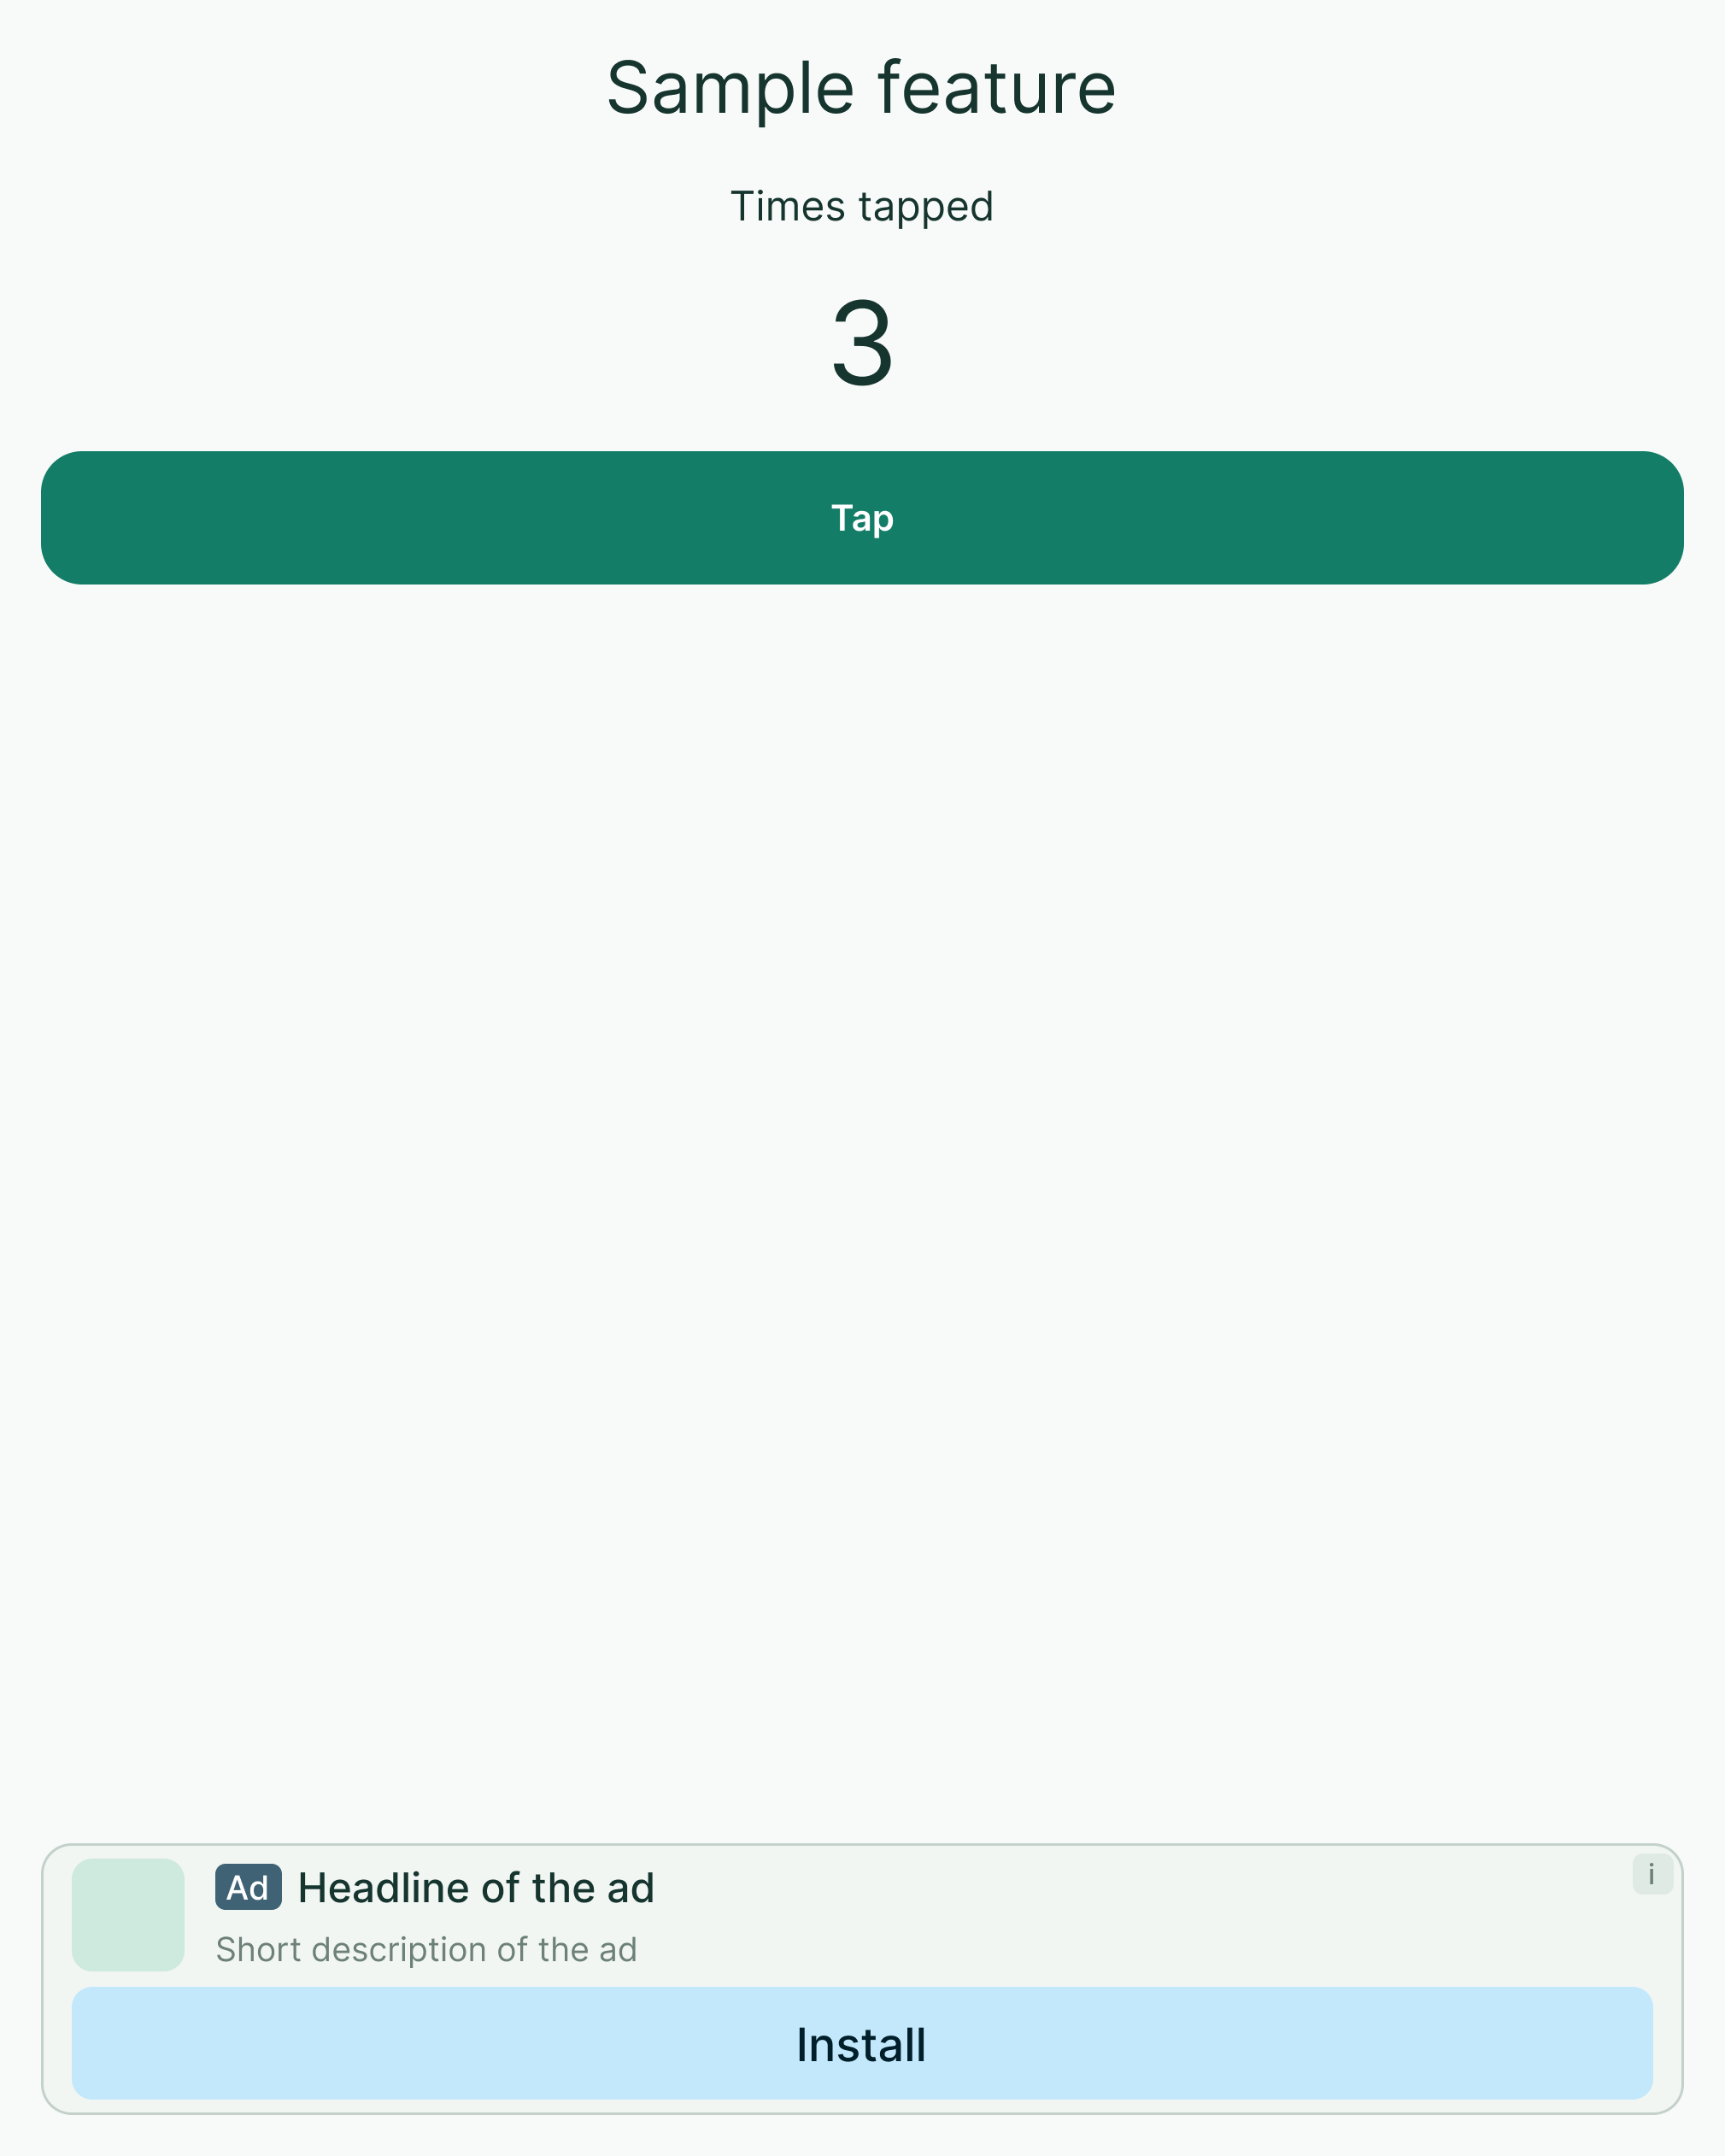 Sample feature
Times tapped
3
Tap
Ad Headline of the ad
i
Short description of the ad
Install